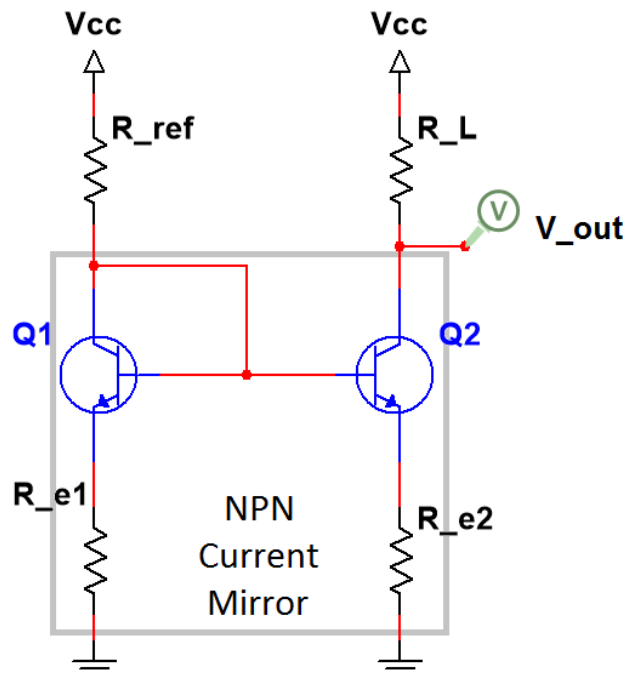 Vcc
Vcc
R_ref
R_L
V
V_out
Q1
Q2
R_e1
R_e2
NPN
Current
Mirror